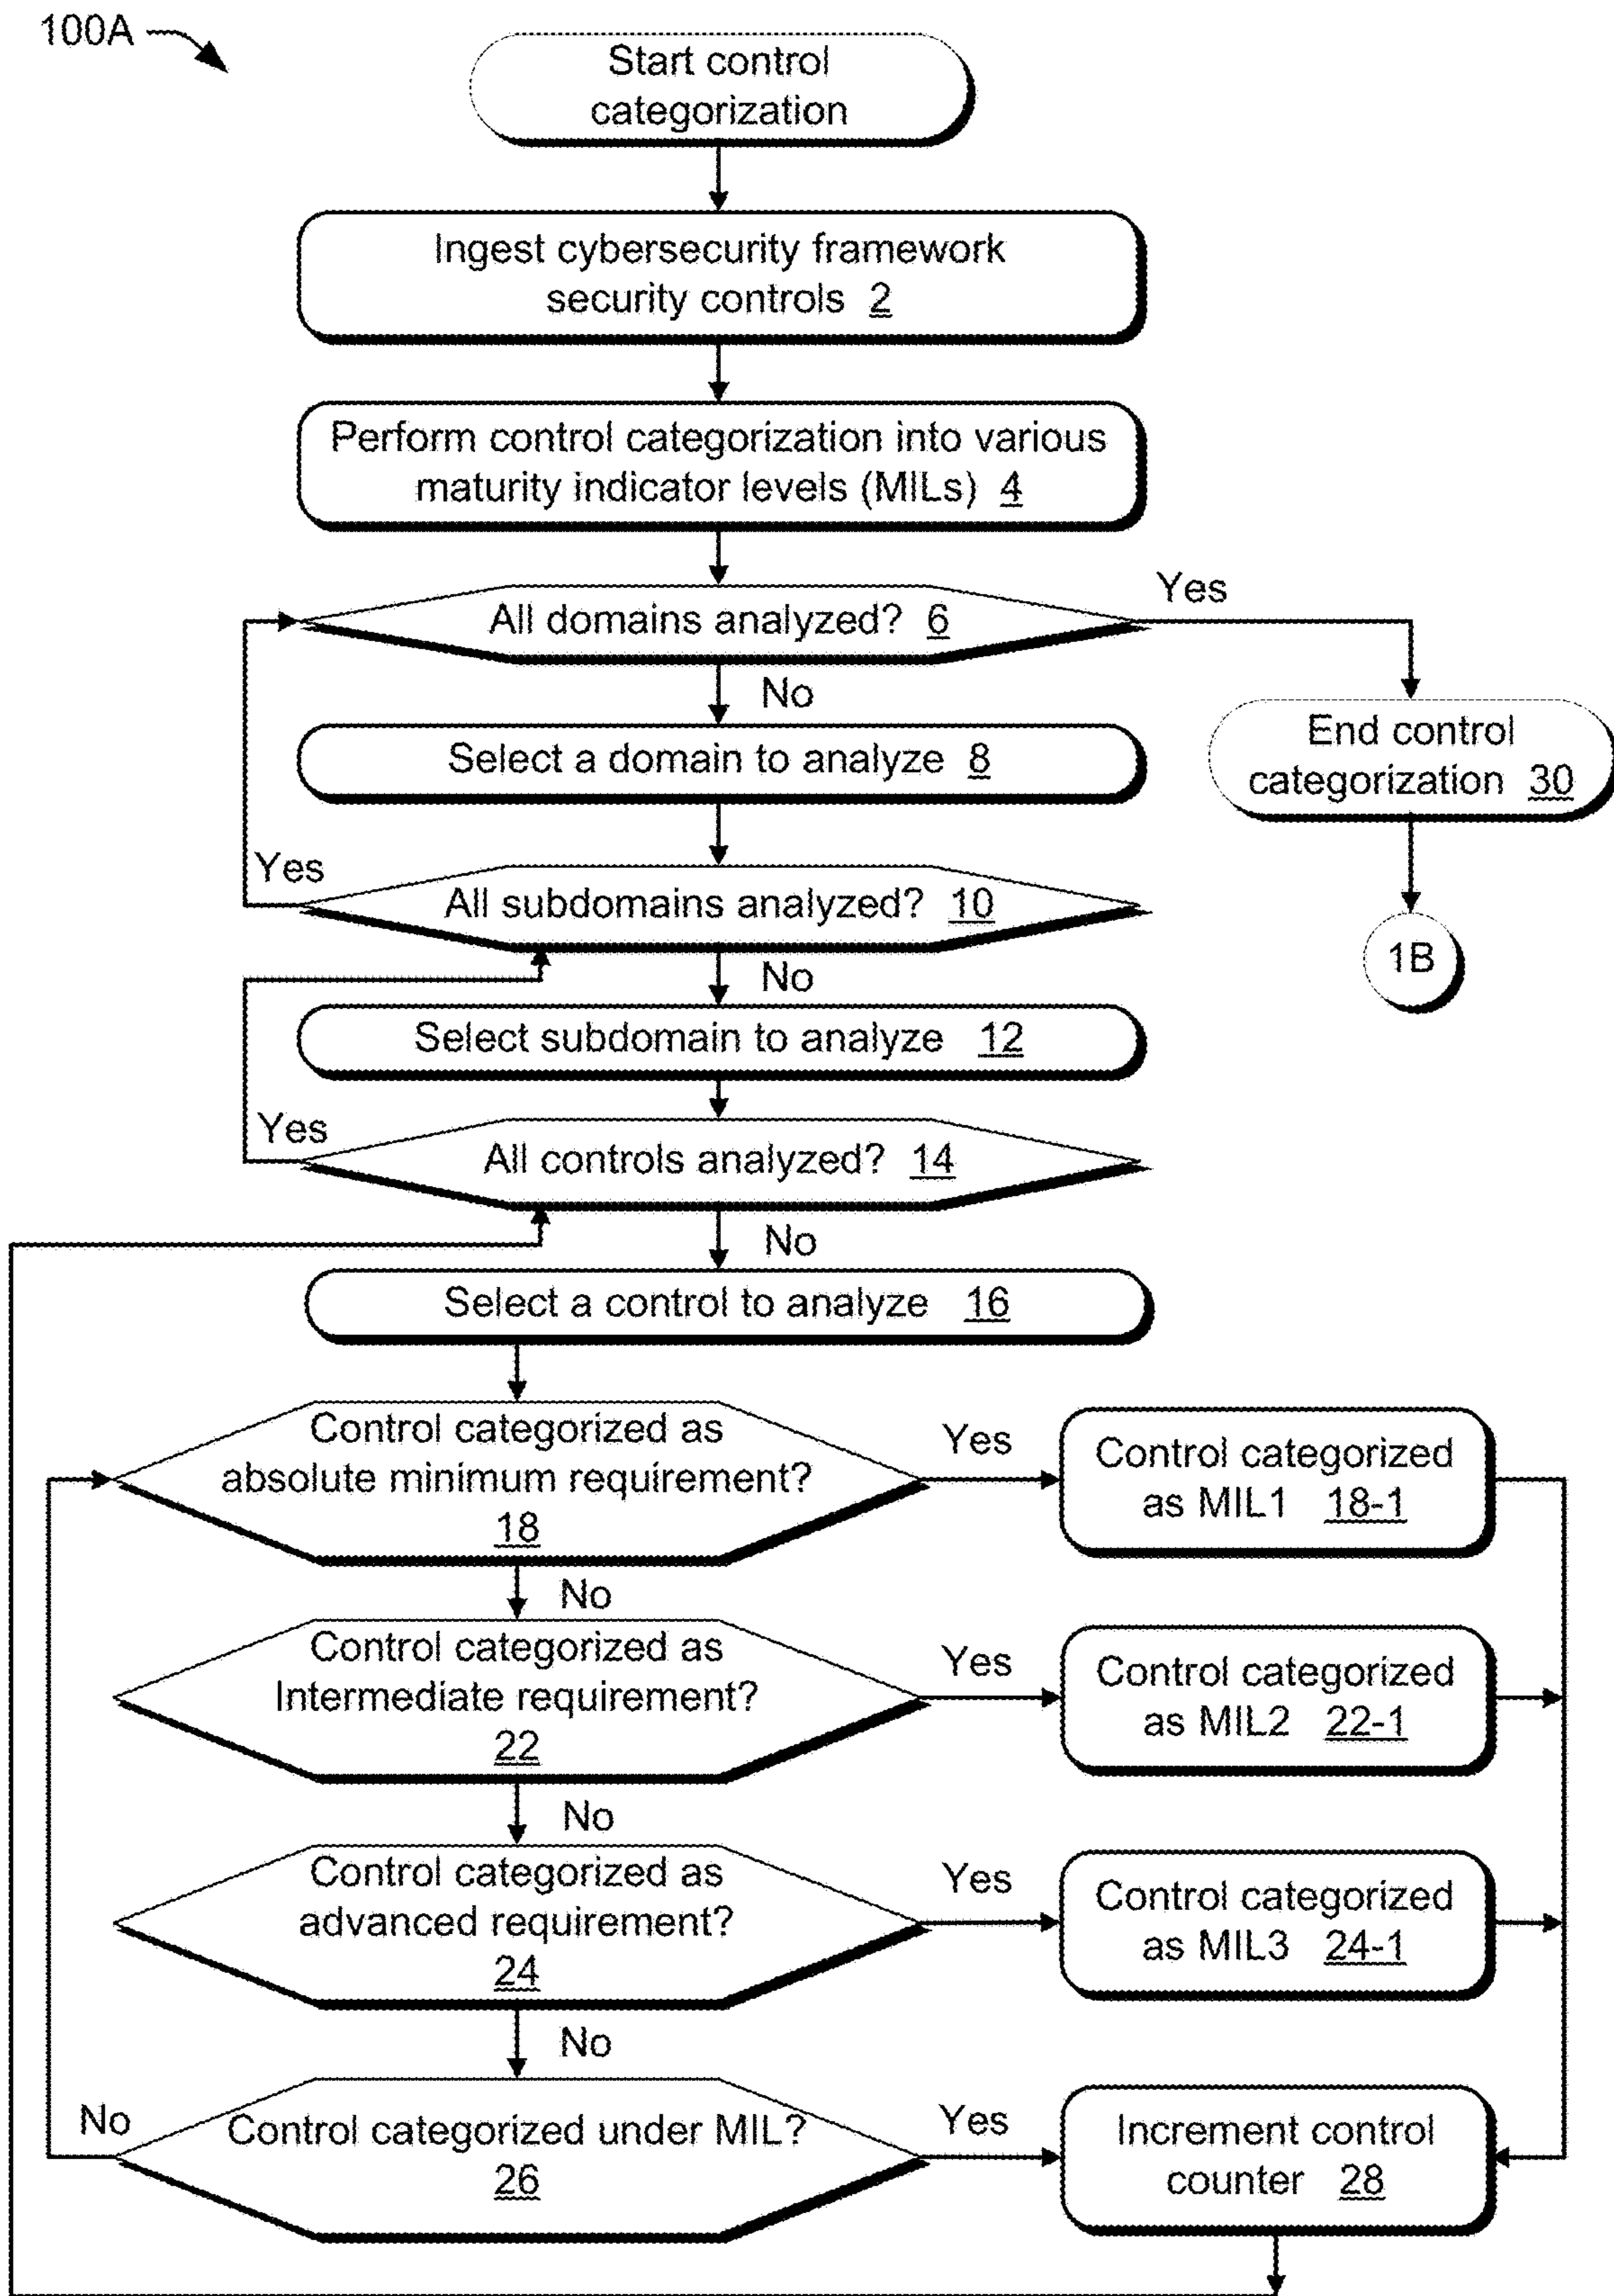 100A
Start control
categorization
Ingest cybersecurity framework
security controls 2
Perform control categorization into various
maturity indicator levels (MILs) 4
All domains analyzed? 6
Yes
No
Select a domain to analyze 8
End control
categorization 30
Yes
All subdomains analyzed? 10
1B
No
Select subdomain to analyze 12
Yes
All controls analyzed? 14
No
Select a control to analyze 16
Control categorized as
absolute minimum requirement?
18
Yes
Control categorized
as MIL1 18-1
No
Control categorized as
Intermediate requirement?
22
Yes
Control categorized
as MIL2 22-1
No
Control categorized as
advanced requirement?
24
Yes
Control categorized
as MIL3 24-1
No
No
Control categorized under MIL?
26
Yes
Increment control
counter 28